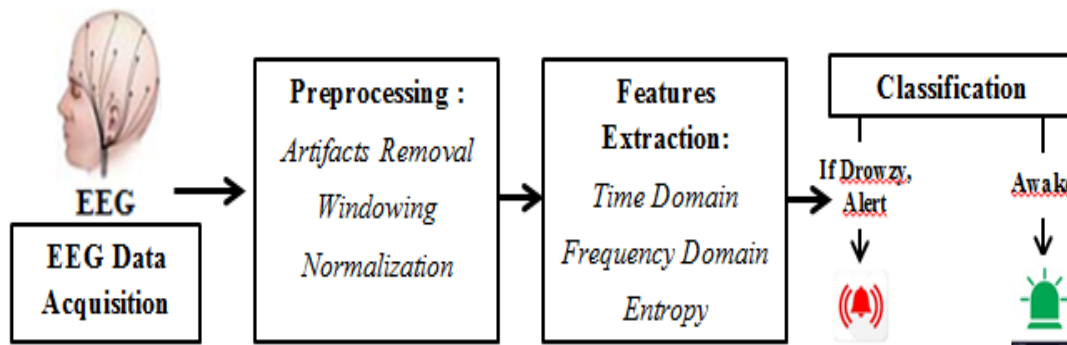 EEG
EEG Data
Acquisition
Preprocessing :
Artifacts Removal
Windowing
Normalization
Features
Extraction:
Time Domain
Frequency Domain
Entropy
Classification
If Drowzy,
Alert
Awake